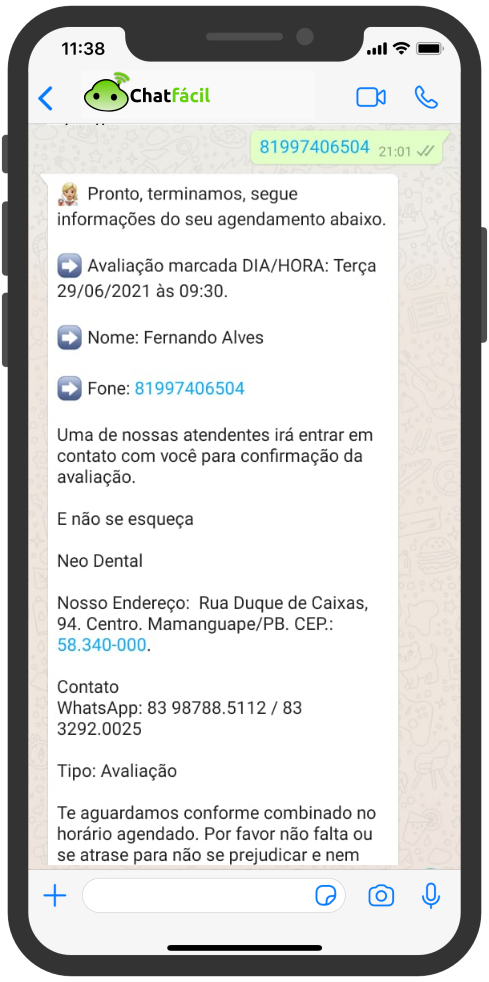 11:38
Chatfácil
81997406504 21:01
Pronto, terminamos, segue
informações do seu agendamento abaixo.
Avaliação marcada DIA/HORA: Terça
29/06/2021 às 09:30.
Nome: Fernando Alves
Fone: 81997406504
Uma de nossas atendentes irá entrar em
contato com você para confirmação da
avaliação.
E não se esqueça
Neo Dental
Nosso Endereço: Rua Duque de Caixas,
94. Centro. Mamanguape/PB. CEP.:
58.340-000.
Contato
WhatsApp: 83 98788.5112 / 83
3292.0025
Tipo: Avaliação
Te aguardamos conforme combinado no
horário agendado. Por favor não falta ou
se atrase para não se prejudicar e nem